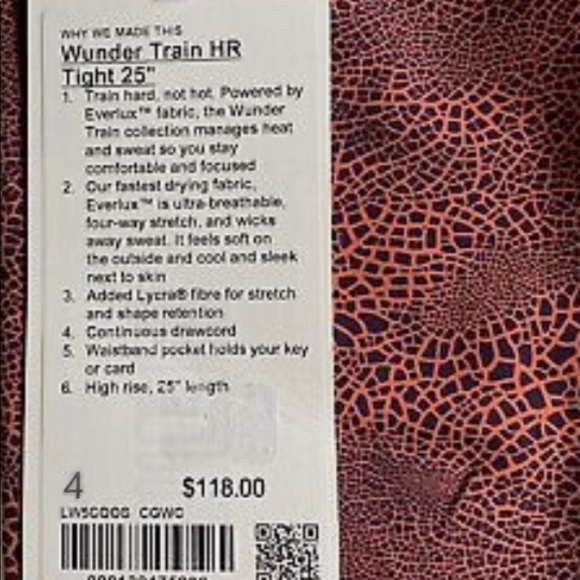 WHY WE MADE THIS
Wunder Train HR
Tight 25"
1. Train hard, not hot. Powered by
Everlux™ fabric, the Wunder
Train collection manages heat
and sweat so you stay
comfortable and focused
2. Our fastest drying fabric,
Everlux™ is ultra-breathable,
four-way stretch, and wicks
away sweat. It feels soft on
the outside and cool and sleek
next to skin
3. Added Lycra® fibre for stretch
and shape retention
4. Continuous drawcord
5. Waistband pocket holds your key
or card
6. High rise, 25" length
4 $118.00